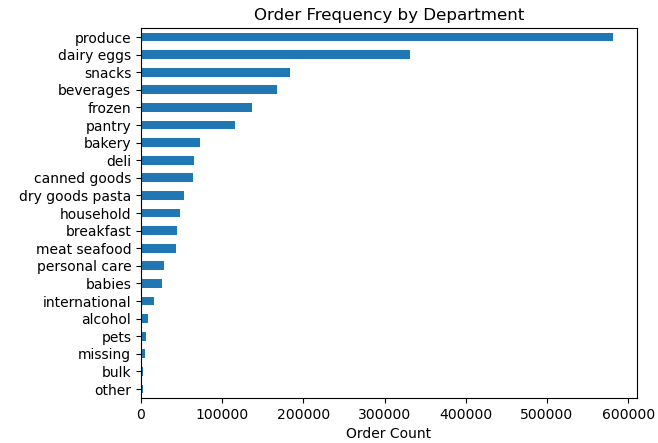 Order Frequency by Department
produce
dairy eggs
snacks
beverages
frozen
pantry
bakery
deli
canned goods
dry goods pasta
household
breakfast
meat seafood
personal care
babies
international
alcohol
pets
missing
bulk
other
0 100000 200000 300000 400000 500000 600000
Order Count